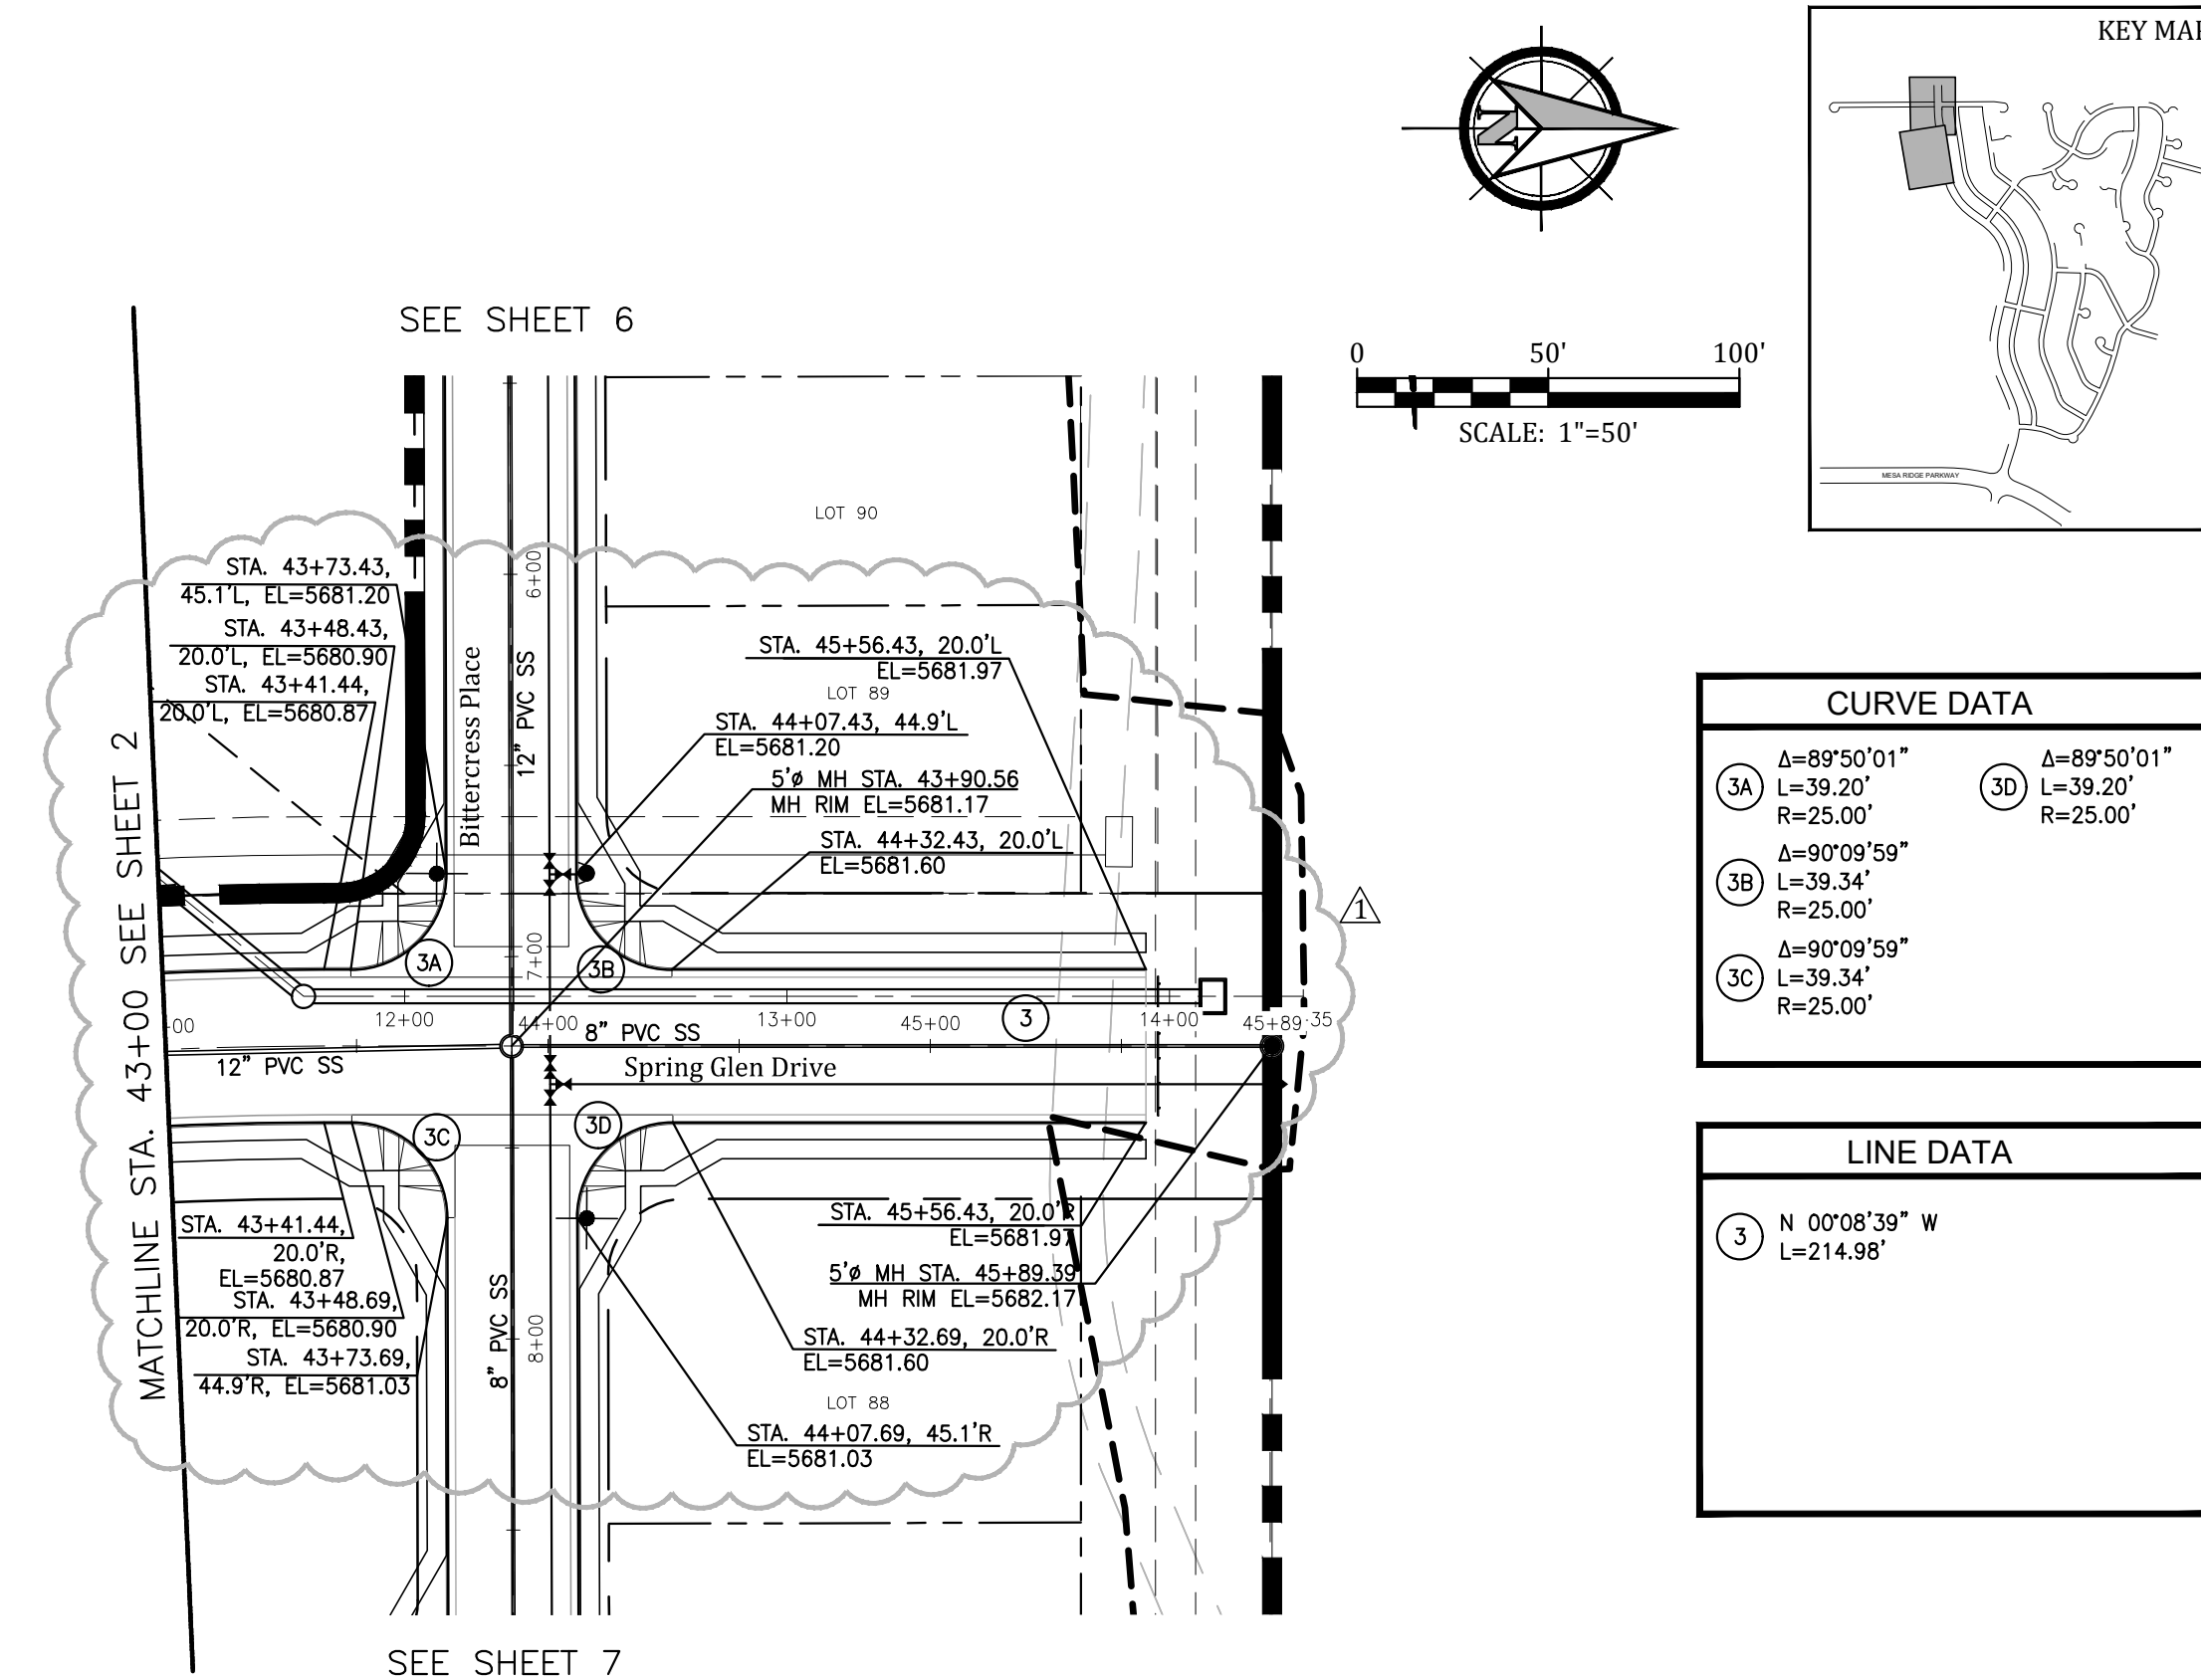 KEY MAP
N
MESA RIDGE PARKWAY
0 50' 100'
SCALE: 1"=50'
SEE SHEET 6
LOT 90
STA. 43+73.43,
45.1'L, EL=5681.20
STA. 43+48.43,
20.0'L, EL=5680.90
STA. 43+41.44,
20.0'L, EL=5680.87
MATCHLINE STA. 43+00 SEE SHEET 2
Bittercress Place
12" PVC SS
6+00
7+00
STA. 45+56.43, 20.0'L
EL=5681.97
LOT 89
STA. 44+07.43, 44.9'L
EL=5681.20
5'ø MH STA. 43+90.56
MH RIM EL=5681.17
STA. 44+32.43, 20.0'L
EL=5681.60
1
3A
3B
3
+00
12+00
44+00
13+00
45+00
14+00
45+89.35
8" PVC SS
12" PVC SS
Spring Glen Drive
3C
3D
STA. 43+41.44,
20.0'R,
EL=5680.87
STA. 43+48.69,
20.0'R, EL=5680.90
STA. 43+73.69,
44.9'R, EL=5681.03
8" PVC SS
8+00
STA. 45+56.43, 20.0'R
EL=5681.97
5'ø MH STA. 45+89.39
MH RIM EL=5682.17
STA. 44+32.69, 20.0'R
EL=5681.60
LOT 88
STA. 44+07.69, 45.1'R
EL=5681.03
SEE SHEET 7
CURVE DATA
3A
Δ=89°50'01"
L=39.20'
R=25.00'
3D
Δ=89°50'01"
L=39.20'
R=25.00'
3B
Δ=90°09'59"
L=39.34'
R=25.00'
3C
Δ=90°09'59"
L=39.34'
R=25.00'
LINE DATA
3
N 00°08'39" W
L=214.98'